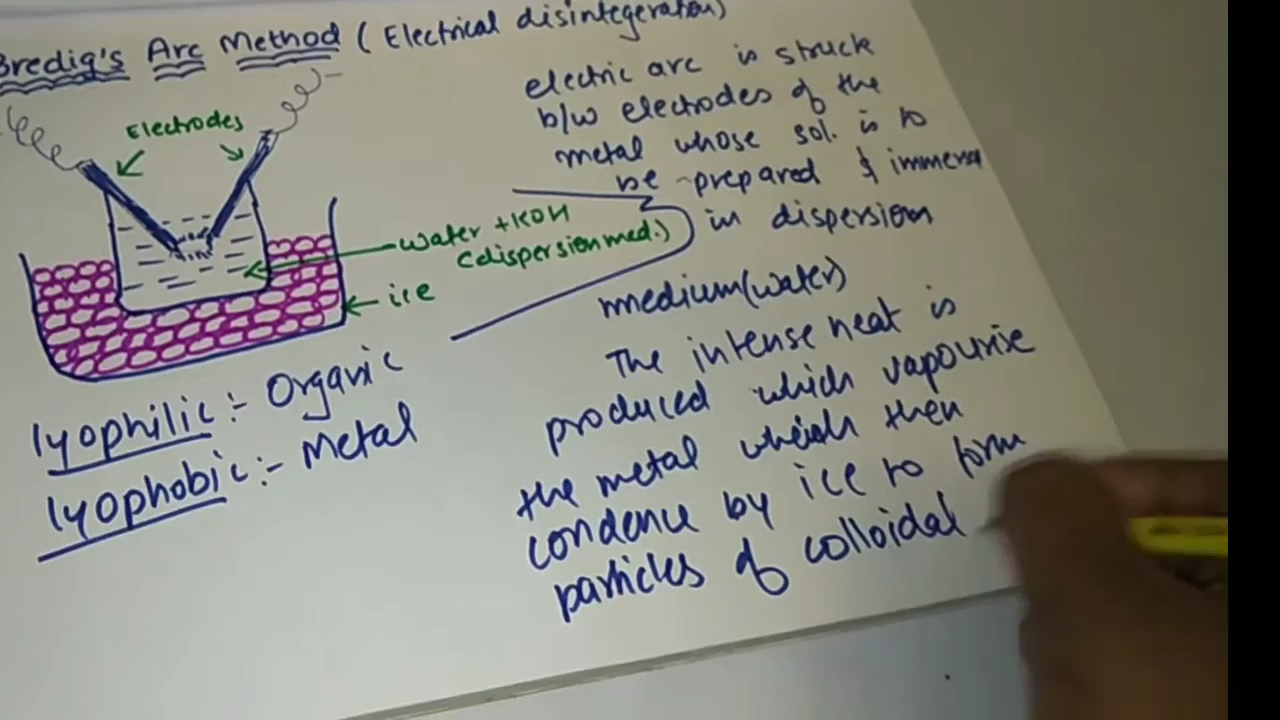 Bredig's Arc Method (Electrical disintegeration)
Electrodes
water + KOH
(dispersion med.)
ice
lyophilic :- Organic
lyophobic :- Metal
electric arc is struck
b/w electrodes of the
metal whose sol. is to
be prepared & immerse
in dispersion
medium(water)
The intense heat is
produced which vapourise
the metal which then
condence by ice to form
particles of colloidal